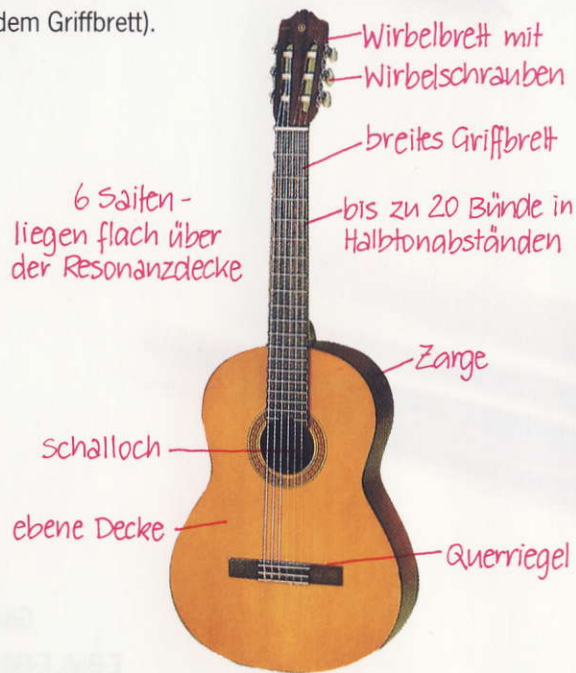 dem Griffbrett).
Wirbelbrett mit
Wirbelschrauben
breites Griffbrett
6 Saiten -
liegen flach über
der Resonanzdecke
bis zu 20 Bünde in
Halbtonabständen
Zarge
Schalloch
ebene Decke
Querriegel